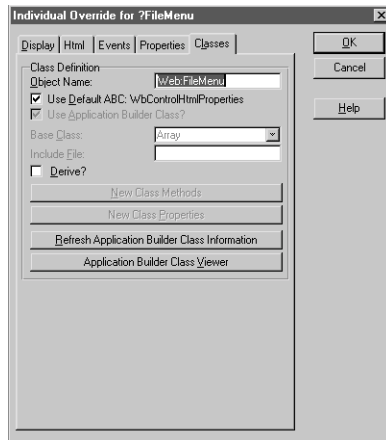 Individual Override for ?FileMenu
Display Html Events Properties Classes
OK
Cancel
Help
Class Definition
Object Name: Web:FileMenu
Use Default ABC: WbControlHtmlProperties
Use Application Builder Class?
Base Class: Array
Include File:
Derive?
New Class Methods
New Class Properties
Refresh Application Builder Class Information
Application Builder Class Viewer